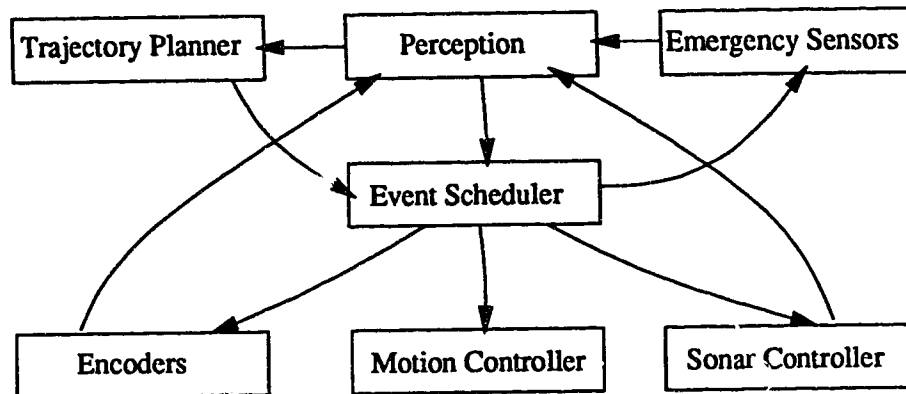 Trajectory Planner
Perception
Emergency Sensors
Event Scheduler
Encoders
Motion Controller
Sonar Controller